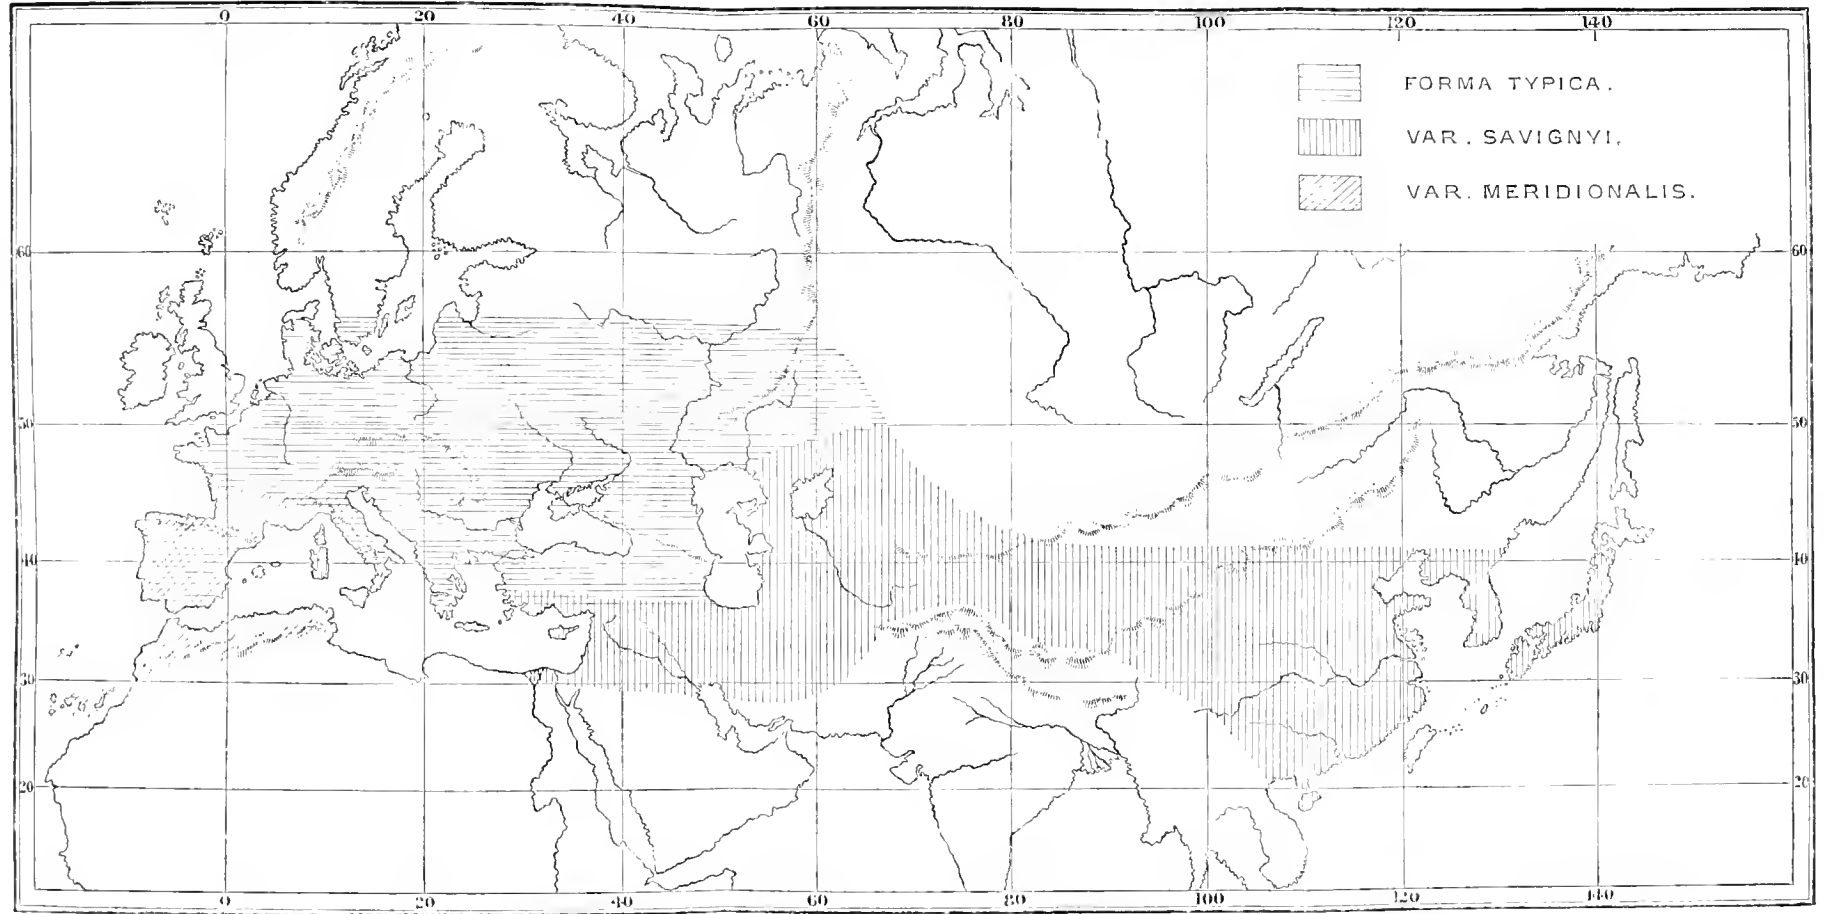 0 20 40 60 80 100 120 140
FORMA TYPICA.
VAR. SAVIGNYI.
VAR. MERIDIONALIS.
60 60
50 50
40 40
30 30
20 20
0 20 40 60 80 100 120 140